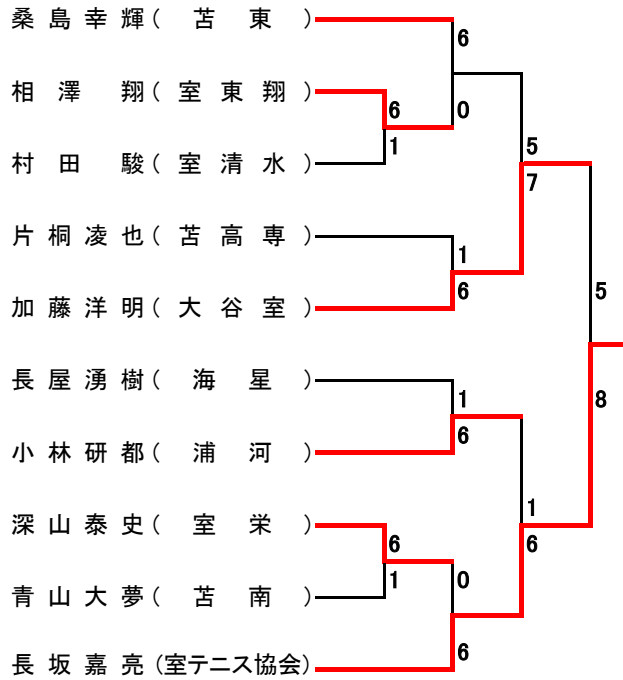 桑島幸輝(苫東)
6
相澤翔(室東翔)
6
0
1
村田駿(室清水)
5
7
片桐凌也(苫高専)
1
6
加藤洋明(大谷室)
5
長屋湧樹(海星)
1
8
6
小林研都(浦河)
1
深山泰史(室栄)
6
6
1
0
青山大夢(苫南)
6
長坂嘉亮(室テニス協会)